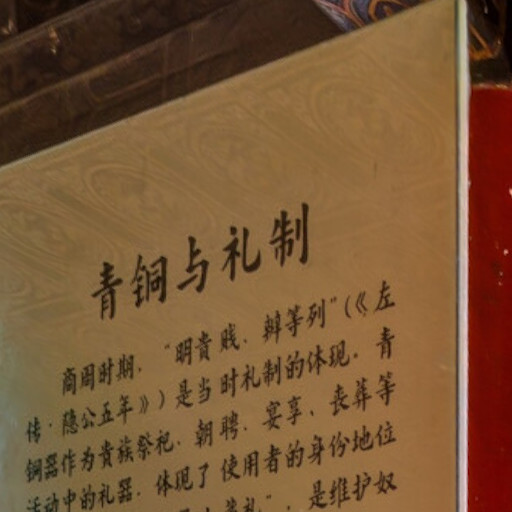 青铜与礼制
商周时期，“明贵贱，辨等列”（《左
传·隐公五年》）是当时礼制的体现。青
铜器作为贵族祭祀、朝聘、宴享、丧葬等
活动中的礼器，体现了使用者的身份地位
礼”，是维护奴